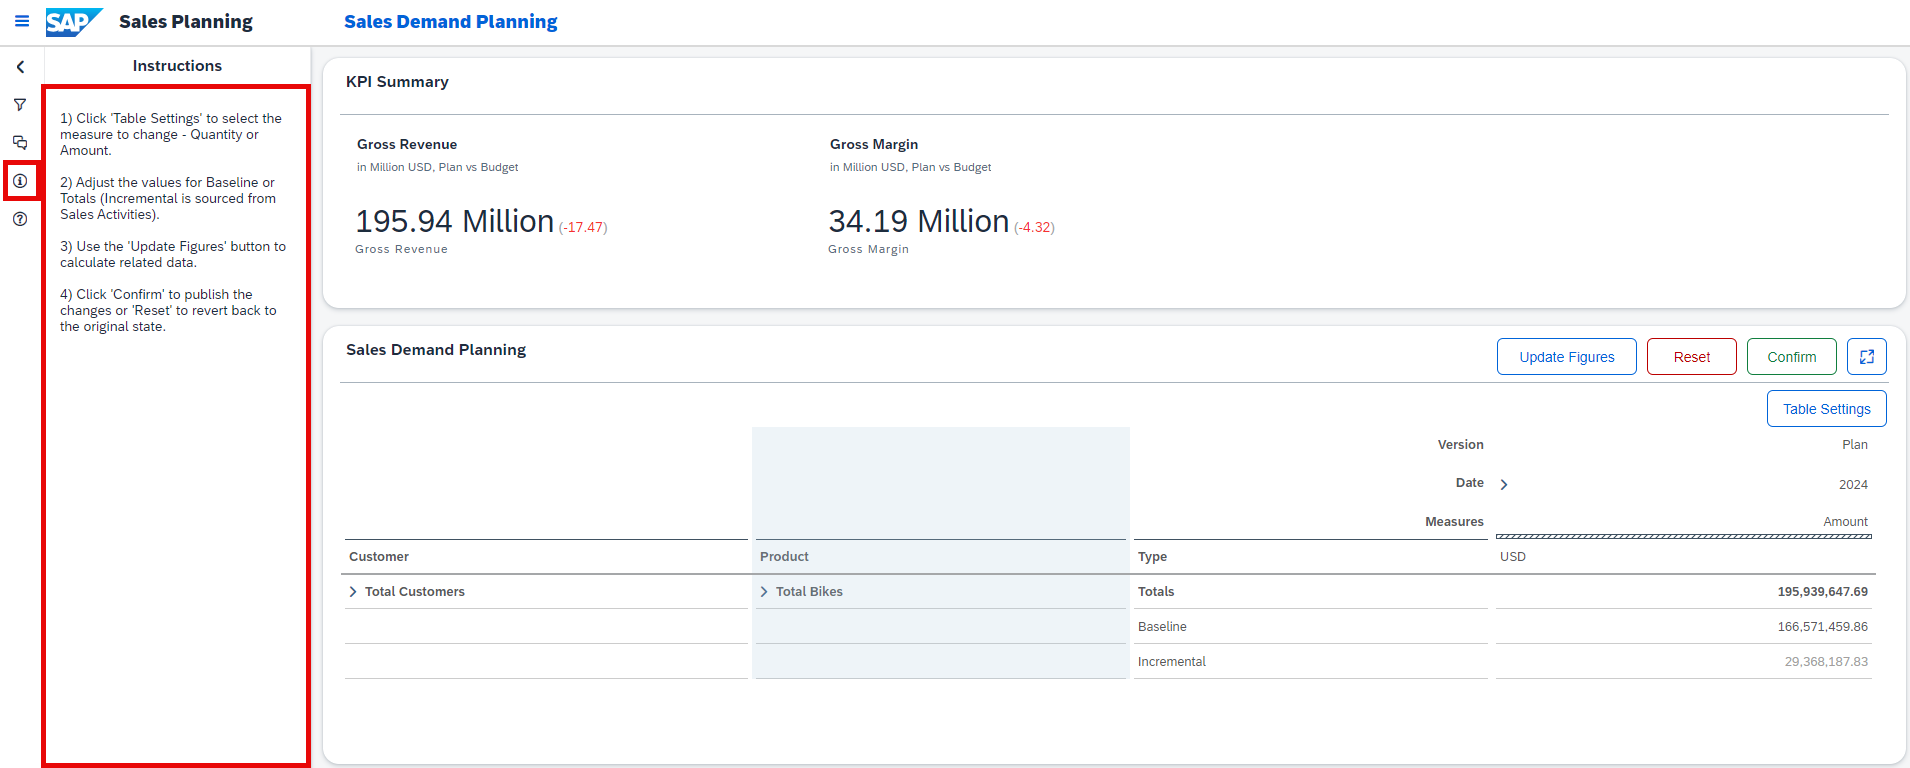 SAP Sales Planning
Sales Demand Planning
Instructions
1) Click 'Table Settings' to select the
measure to change - Quantity or
Amount.
2) Adjust the values for Baseline or
Totals (Incremental is sourced from
Sales Activities).
3) Use the 'Update Figures' button to
calculate related data.
4) Click 'Confirm' to publish the
changes or 'Reset' to revert back to
the original state.
KPI Summary
Gross Revenue
in Million USD, Plan vs Budget
195.94 Million (-17.47)
Gross Revenue
Gross Margin
in Million USD, Plan vs Budget
34.19 Million (-4.32)
Gross Margin
Sales Demand Planning
Update Figures
Reset
Confirm
Table Settings
Version Plan
Date 2024
Measures Amount
Customer Product Type USD
Total Customers Total Bikes Totals 195,939,647.69
Baseline 166,571,459.86
Incremental 29,368,187.83